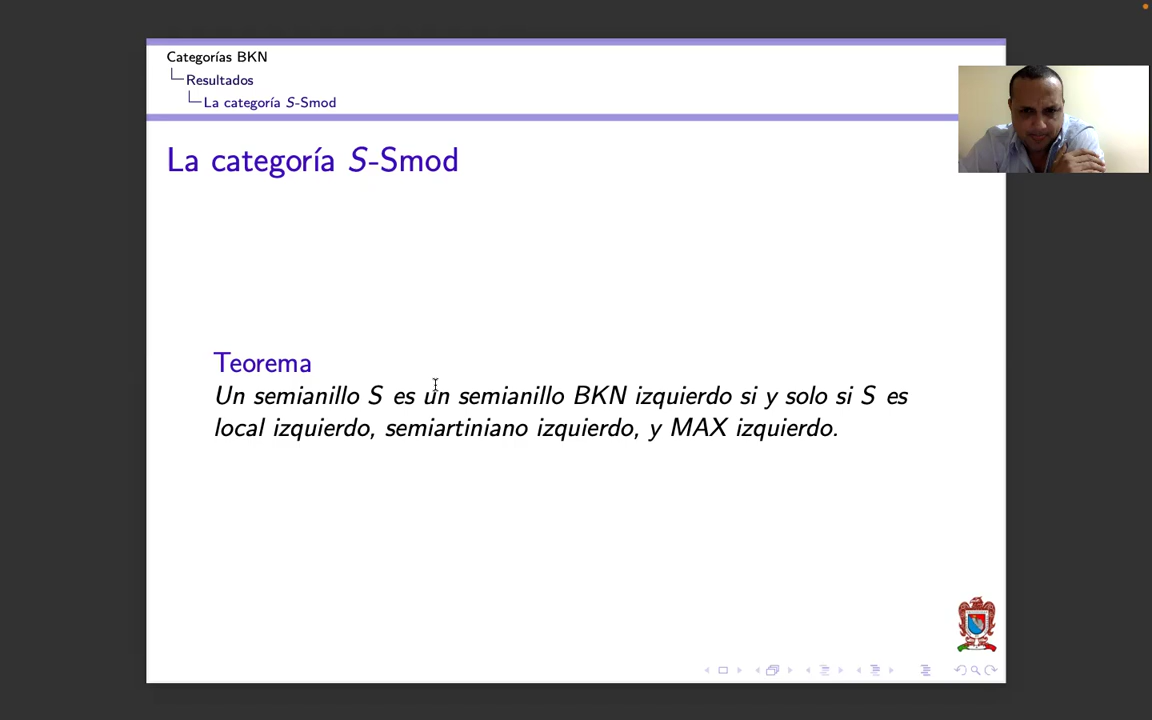 Categorías BKN
Resultados
La categoría S-Smod
La categoría S-Smod
Teorema
Un semianillo S es un semianillo BKN izquierdo si y solo si S es
local izquierdo, semiartiniano izquierdo, y MAX izquierdo.